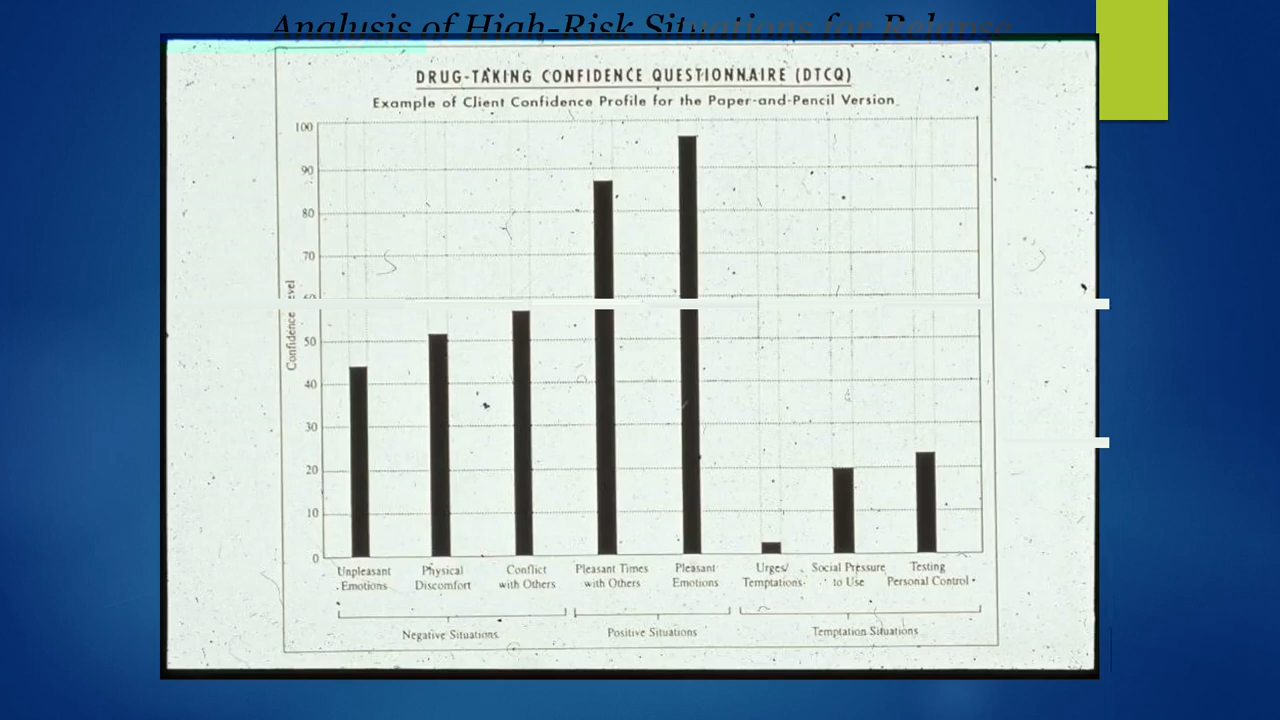 Analysis of High-Risk Situations for Relapse
DRUG-TAKING CONFIDENCE QUESTIONNAIRE (DTCQ)
Example of Client Confidence Profile for the Paper-and-Pencil Version
100
90
80
70
60
50
40
30
20
10
0
Confidence
Unpleasant Emotions
Physical Discomfort
Conflict with Others
Pleasant Times with Others
Pleasant Emotions
Urges/ Temptations
Social Pressure to Use
Testing Personal Control
Negative Situations
Positive Situations
Temptation Situations